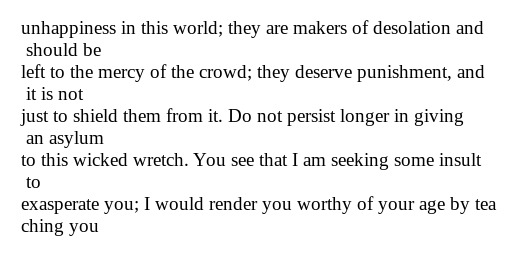 unhappiness in this world; they are makers of desolation and
should be
left to the mercy of the crowd; they deserve punishment, and
it is not
just to shield them from it. Do not persist longer in giving
an asylum
to this wicked wretch. You see that I am seeking some insult
to
exasperate you; I would render you worthy of your age by tea
ching you